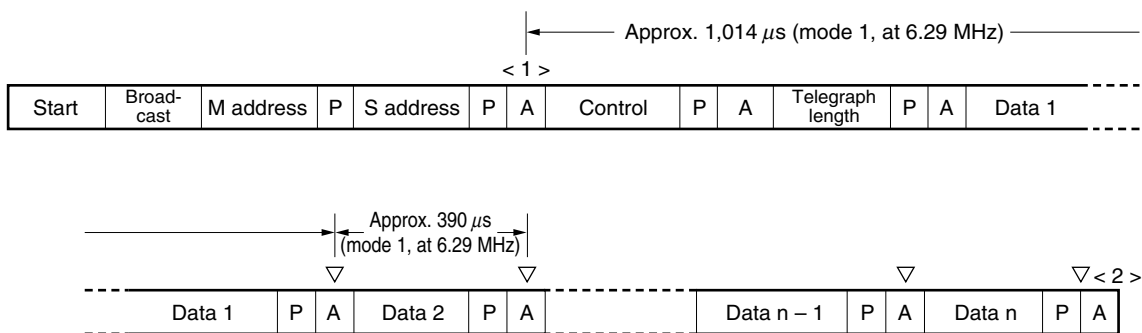 Approx. 1,014 µs (mode 1, at 6.29 MHz)
< 1 >
Start Broad-cast M address P S address P A Control P A Telegraph length P A Data 1
Approx. 390 µs
(mode 1, at 6.29 MHz)
▽ ▽ ▽ ▽ < 2 >
Data 1 P A Data 2 P A Data n – 1 P A Data n P A